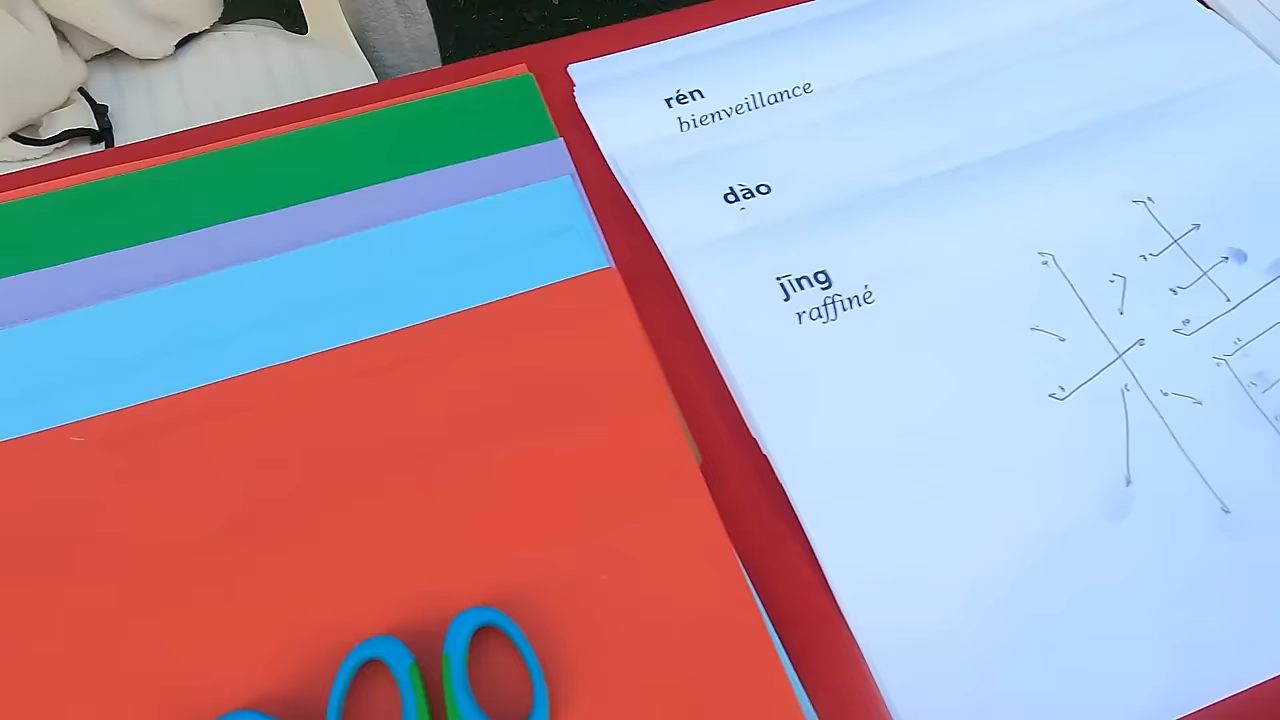 rén
bienveillance
dào
jīng
raffiné